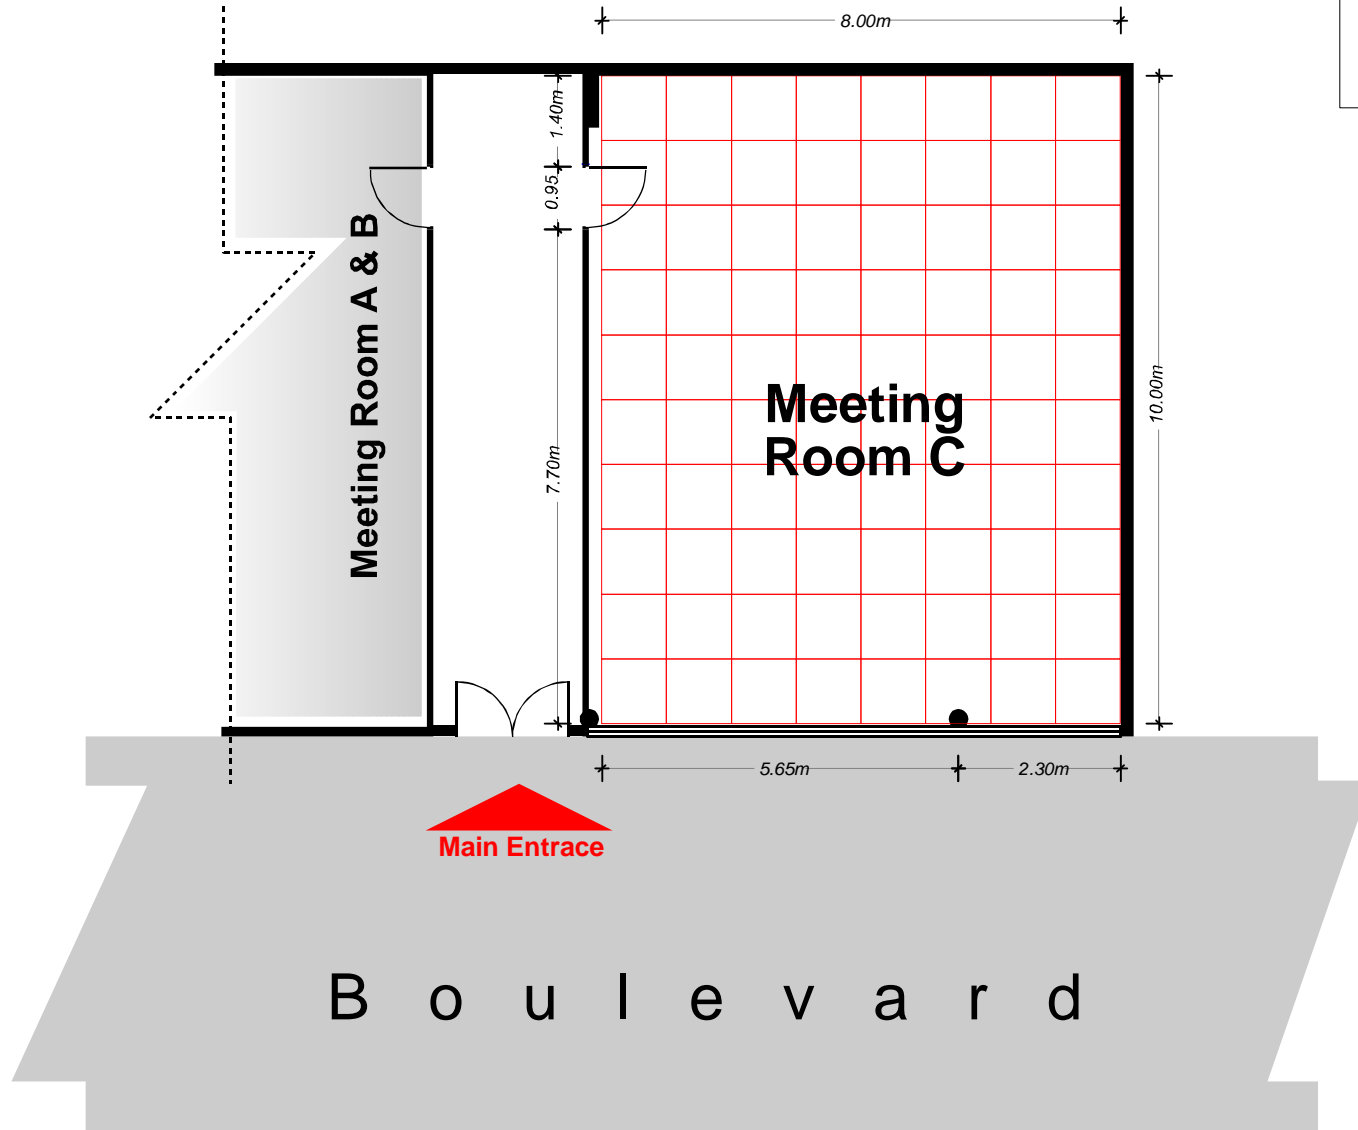 8.00m
1.40m
0.95
Meeting Room A & B
10.00m
Meeting
Room C
7.70m
5.65m
2.30m
Main Entrace
Boulevard